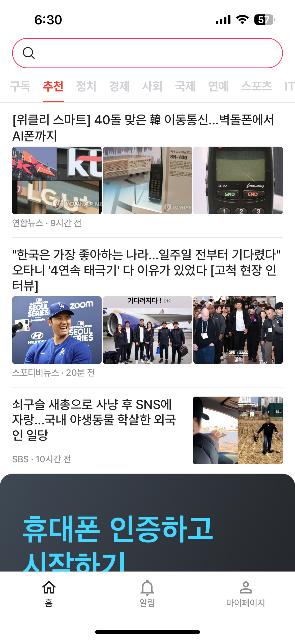 6:30
57
구독 추천 정치 경제 사회 국제 연예 스포츠 IT
[위클리 스마트] 40돌 맞은 韓 이동통신...벽돌폰에서
AI폰까지
kt
LG U+
SH-100
연합뉴스 · 9시간 전
"한국은 가장 좋아하는 나라...일주일 전부터 기다렸다"
오타니 '4연속 태극기' 다 이유가 있었다 [고척 현장 인
터뷰]
zoom
SEOUL
SERIES
기다려지다!
스포티비뉴스 · 20분 전
쇠구슬 새총으로 사냥 후 SNS에
자랑...국내 야생동물 학살한 외국
인 일당
SBS · 10시간 전
휴대폰 인증하고
시작하기
홈 알림 마이페이지